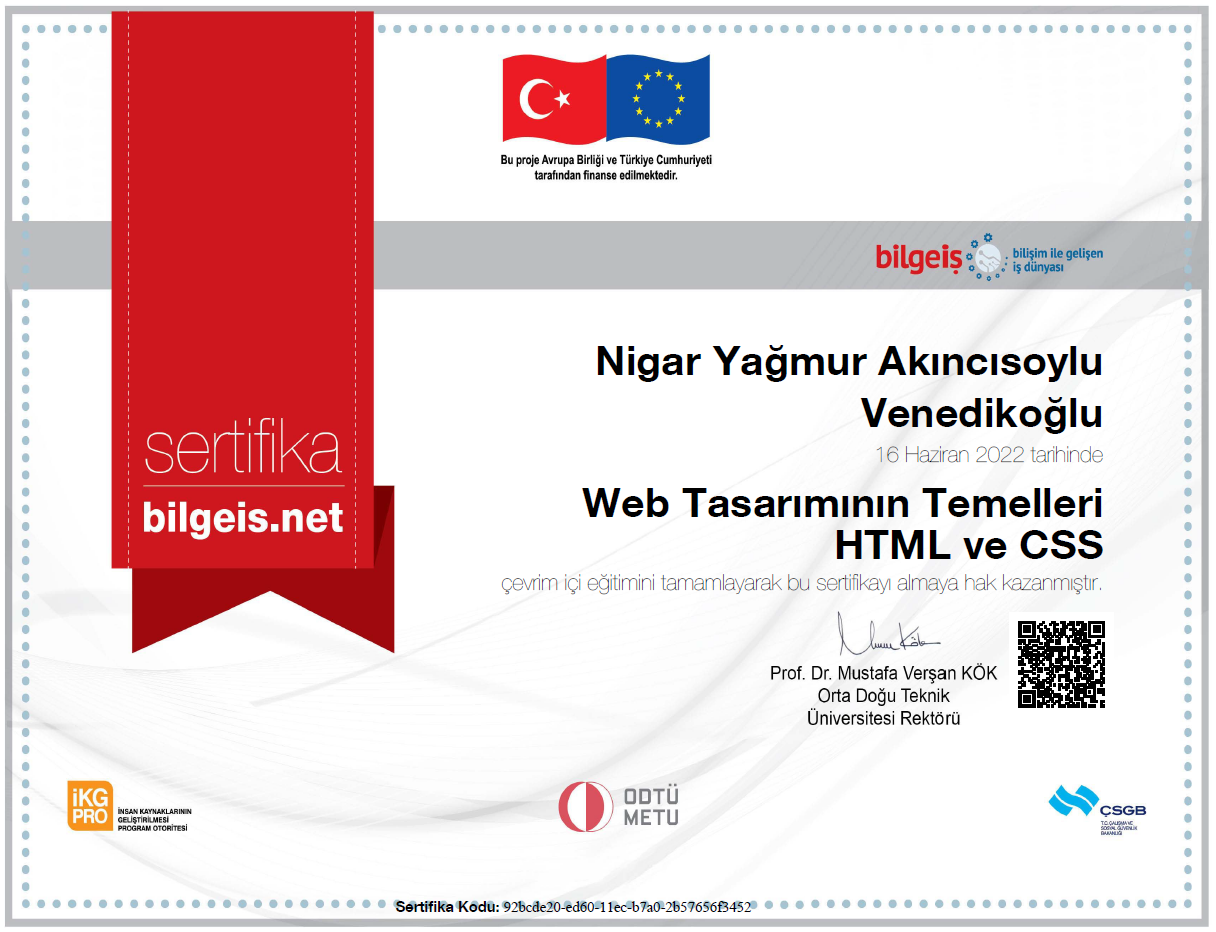 Bu proje Avrupa Birliği ve Türkiye Cumhuriyeti
tarafından finanse edilmektedir.
bilgeiş
bilişim ile gelişen
iş dünyası
Nigar Yağmur Akıncısoylu
Venedikoğlu
16 Haziran 2022 tarihinde
Web Tasarımının Temelleri
HTML ve CSS
çevrim içi eğitimini tamamlayarak bu sertifikayı almaya hak kazanmıştır.
sertifika
bilgeis.net
Prof. Dr. Mustafa Verşan KÖK
Orta Doğu Teknik
Üniversitesi Rektörü
iKG
PRO
İNSAN KAYNAKLARININ
GELİŞTİRİLMESİ
PROGRAM OTORİTESİ
ODTÜ
METU
ÇSGB
T.C. ÇALIŞMA VE
SOSYAL GÜVENLİK
BAKANLIĞI
Sertifika Kodu: 92bcde20-ed60-11ec-b7a0-2b57656f3452